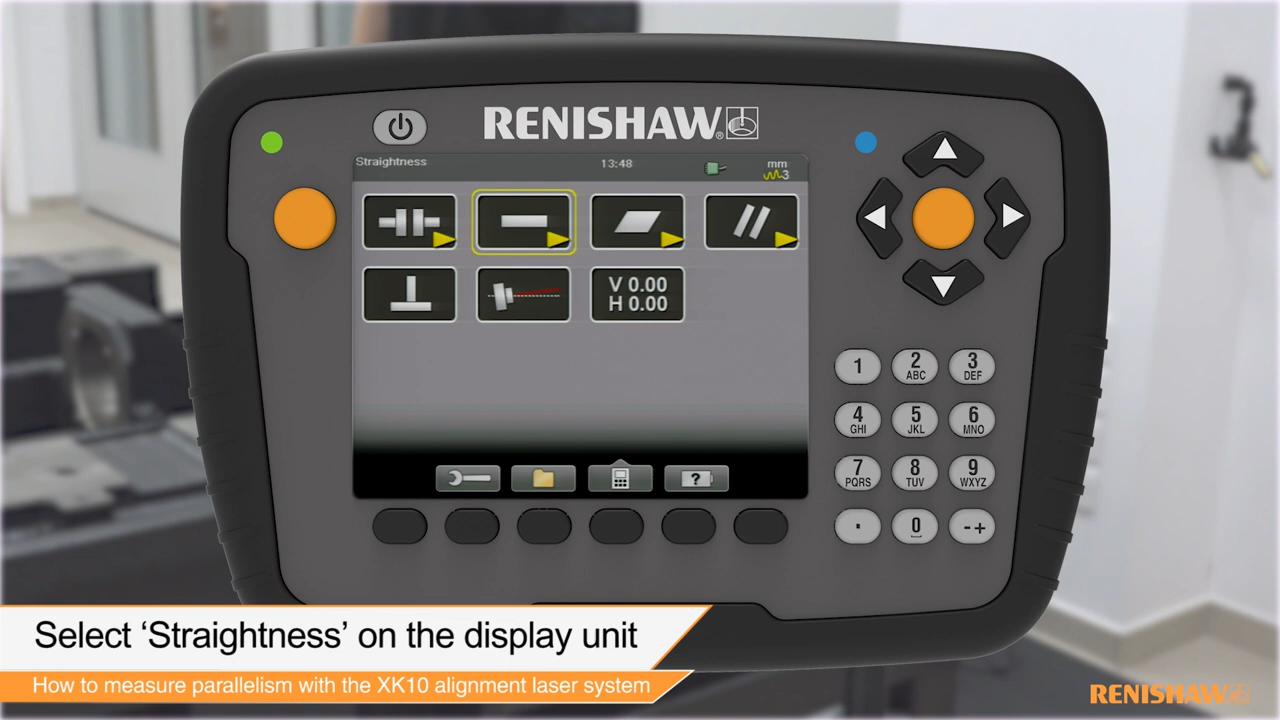 RENISHAW
Straightness
13:48
mm
3
V 0.00
H 0.00
?
1
2
ABC
3
DEF
4
GHI
5
JKL
6
MNO
7
PQRS
8
TUV
9
WXYZ
.
0
-+
Select ‘Straightness’ on the display unit
How to measure parallelism with the XK10 alignment laser system
RENISHAW